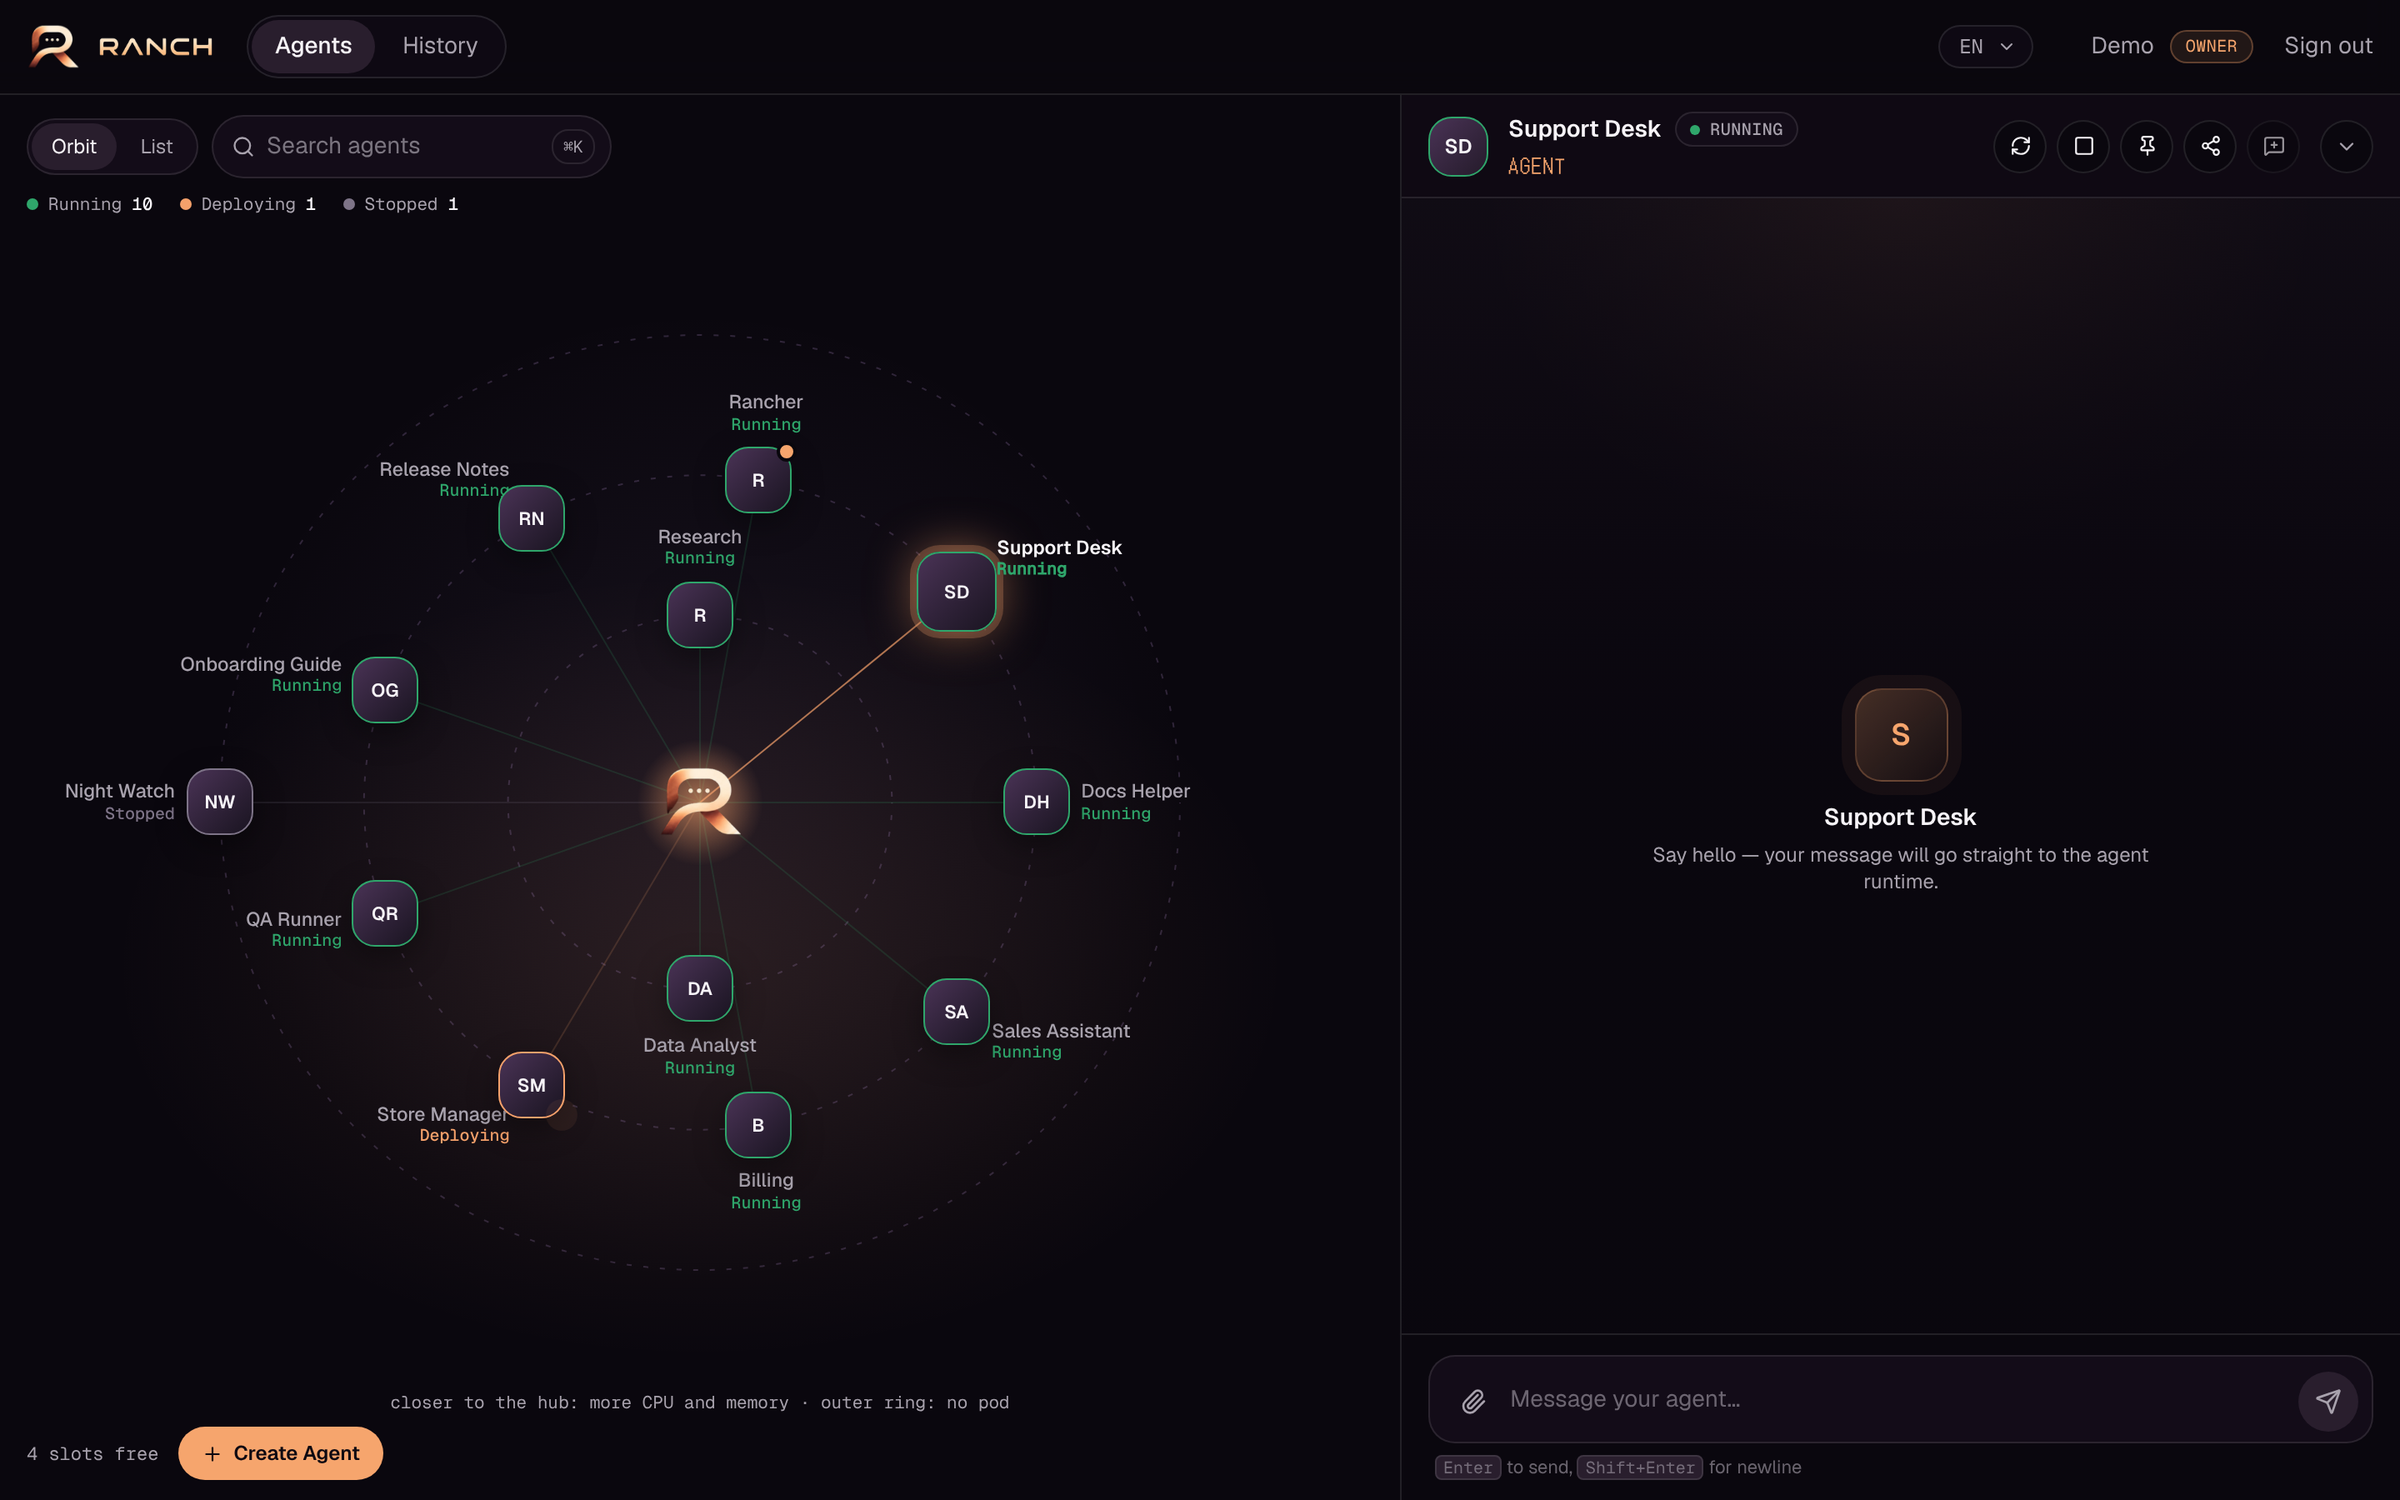 RANCH
Agents
History
EN
Demo
OWNER
Sign out
Orbit
List
Search agents
⌘K
Running 10
Deploying 1
Stopped 1
SD
Support Desk
RUNNING
AGENT
Rancher
Running
R
Release Notes
Running
RN
Research
Running
R
Support Desk
Running
SD
Onboarding Guide
Running
OG
Night Watch
Stopped
NW
Docs Helper
Running
DH
QA Runner
Running
QR
DA
Data Analyst
Running
SA
Sales Assistant
Running
SM
Store Manager
Deploying
B
Billing
Running
closer to the hub: more CPU and memory · outer ring: no pod
4 slots free
+ Create Agent
S
Support Desk
Say hello — your message will go straight to the agent
runtime.
Message your agent…
Enter to send, Shift+Enter for newline